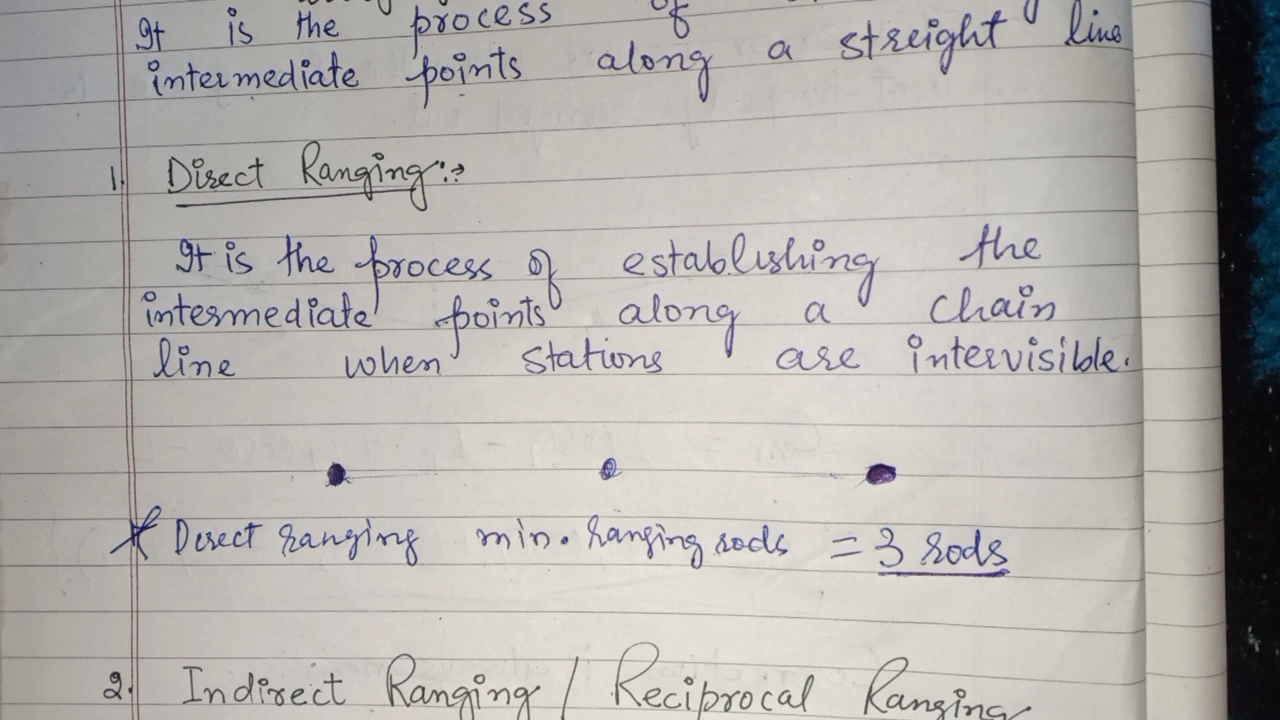 It is the process of
intermediate points along a streight line
1. Direct Ranging :→
It is the process of establishing the
intermediate points along a chain
line when stations are intervisible.
* Direct ranging min. ranging rods = 3 rods
2. Indirect Ranging / Reciprocal Ranging